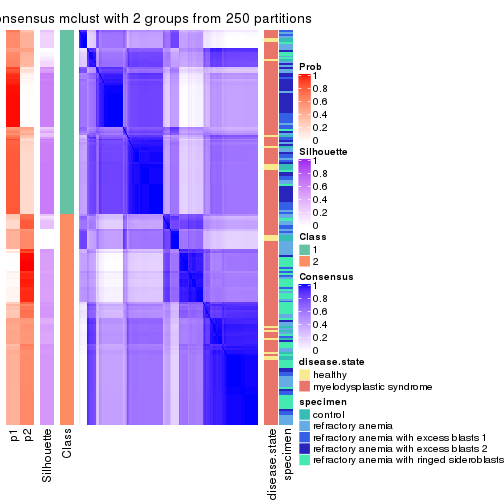 onsensus mclust with 2 groups from 250 partitions
Prob
1
0.8
0.6
0.4
0.2
0
Silhouette
1
0.8
0.6
0.4
0.2
0
Class
1
2
Consensus
1
0.8
0.6
0.4
0.2
0
disease.state
healthy
myelodysplastic syndrome
specimen
control
refractory anemia
refractory anemia with excess blasts 1
refractory anemia with excess blasts 2
refractory anemia with ringed sideroblasts
p1
p2
Silhouette
Class
disease.state
specimen